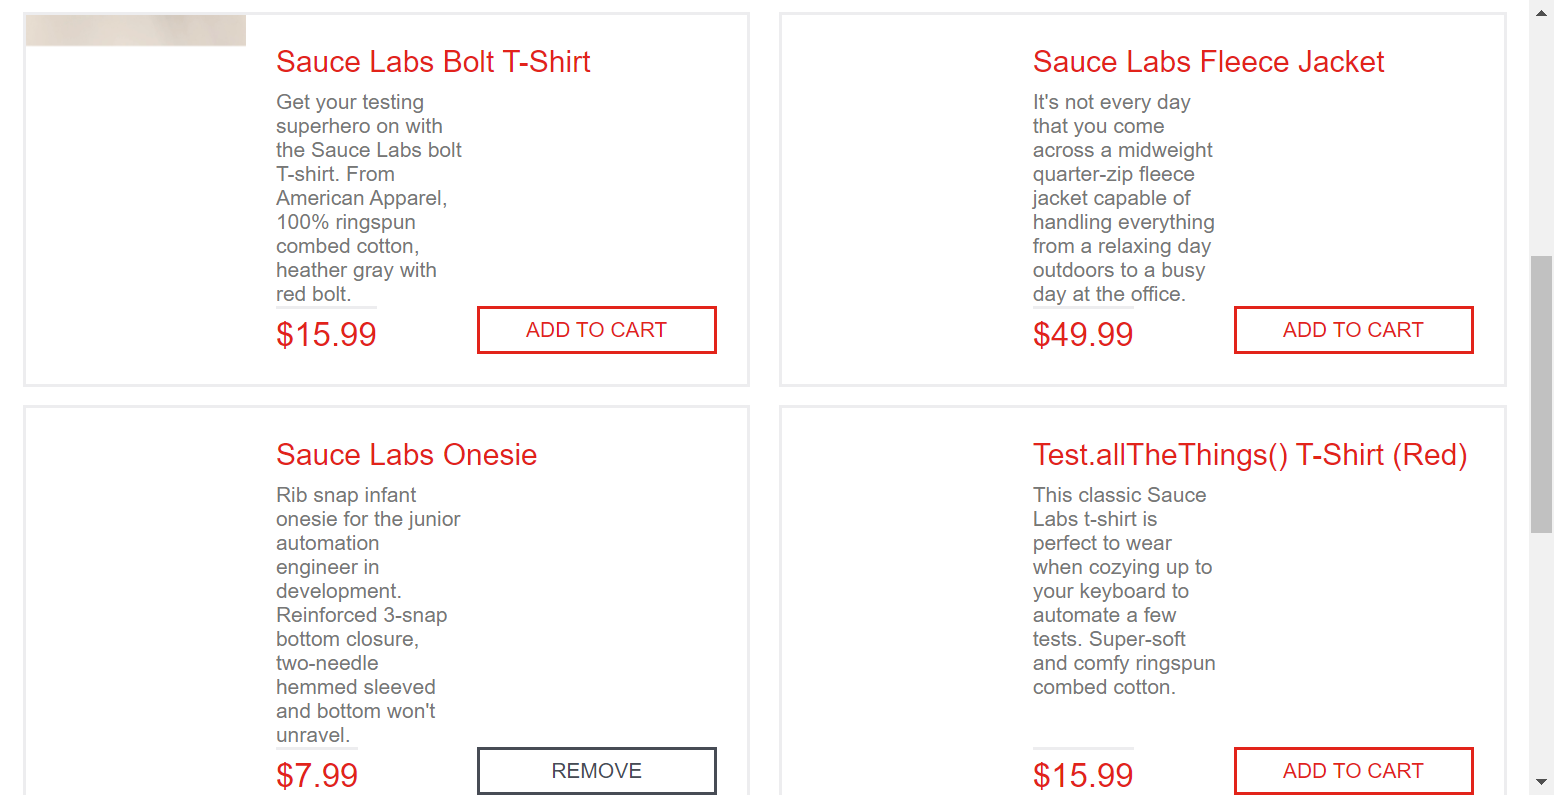 Sauce Labs Bolt T-Shirt
Get your testing
superhero on with
the Sauce Labs bolt
T-shirt. From
American Apparel,
100% ringspun
combed cotton,
heather gray with
red bolt.
$15.99
ADD TO CART
Sauce Labs Fleece Jacket
It's not every day
that you come
across a midweight
quarter-zip fleece
jacket capable of
handling everything
from a relaxing day
outdoors to a busy
day at the office.
$49.99
ADD TO CART
Sauce Labs Onesie
Rib snap infant
onesie for the junior
automation
engineer in
development.
Reinforced 3-snap
bottom closure,
two-needle
hemmed sleeved
and bottom won't
unravel.
$7.99
REMOVE
Test.allTheThings() T-Shirt (Red)
This classic Sauce
Labs t-shirt is
perfect to wear
when cozying up to
your keyboard to
automate a few
tests. Super-soft
and comfy ringspun
combed cotton.
$15.99
ADD TO CART